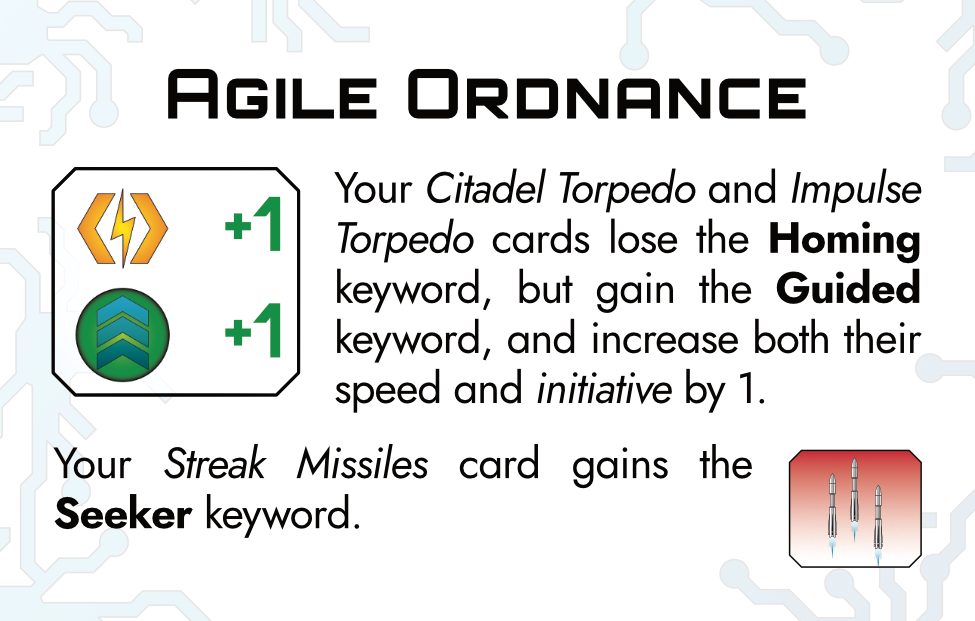 AGILE ORDNANCE
+1
+1
Your Citadel Torpedo and Impulse
Torpedo cards lose the Homing
keyword, but gain the Guided
keyword, and increase both their
speed and initiative by 1.
Your Streak Missiles card gains the
Seeker keyword.